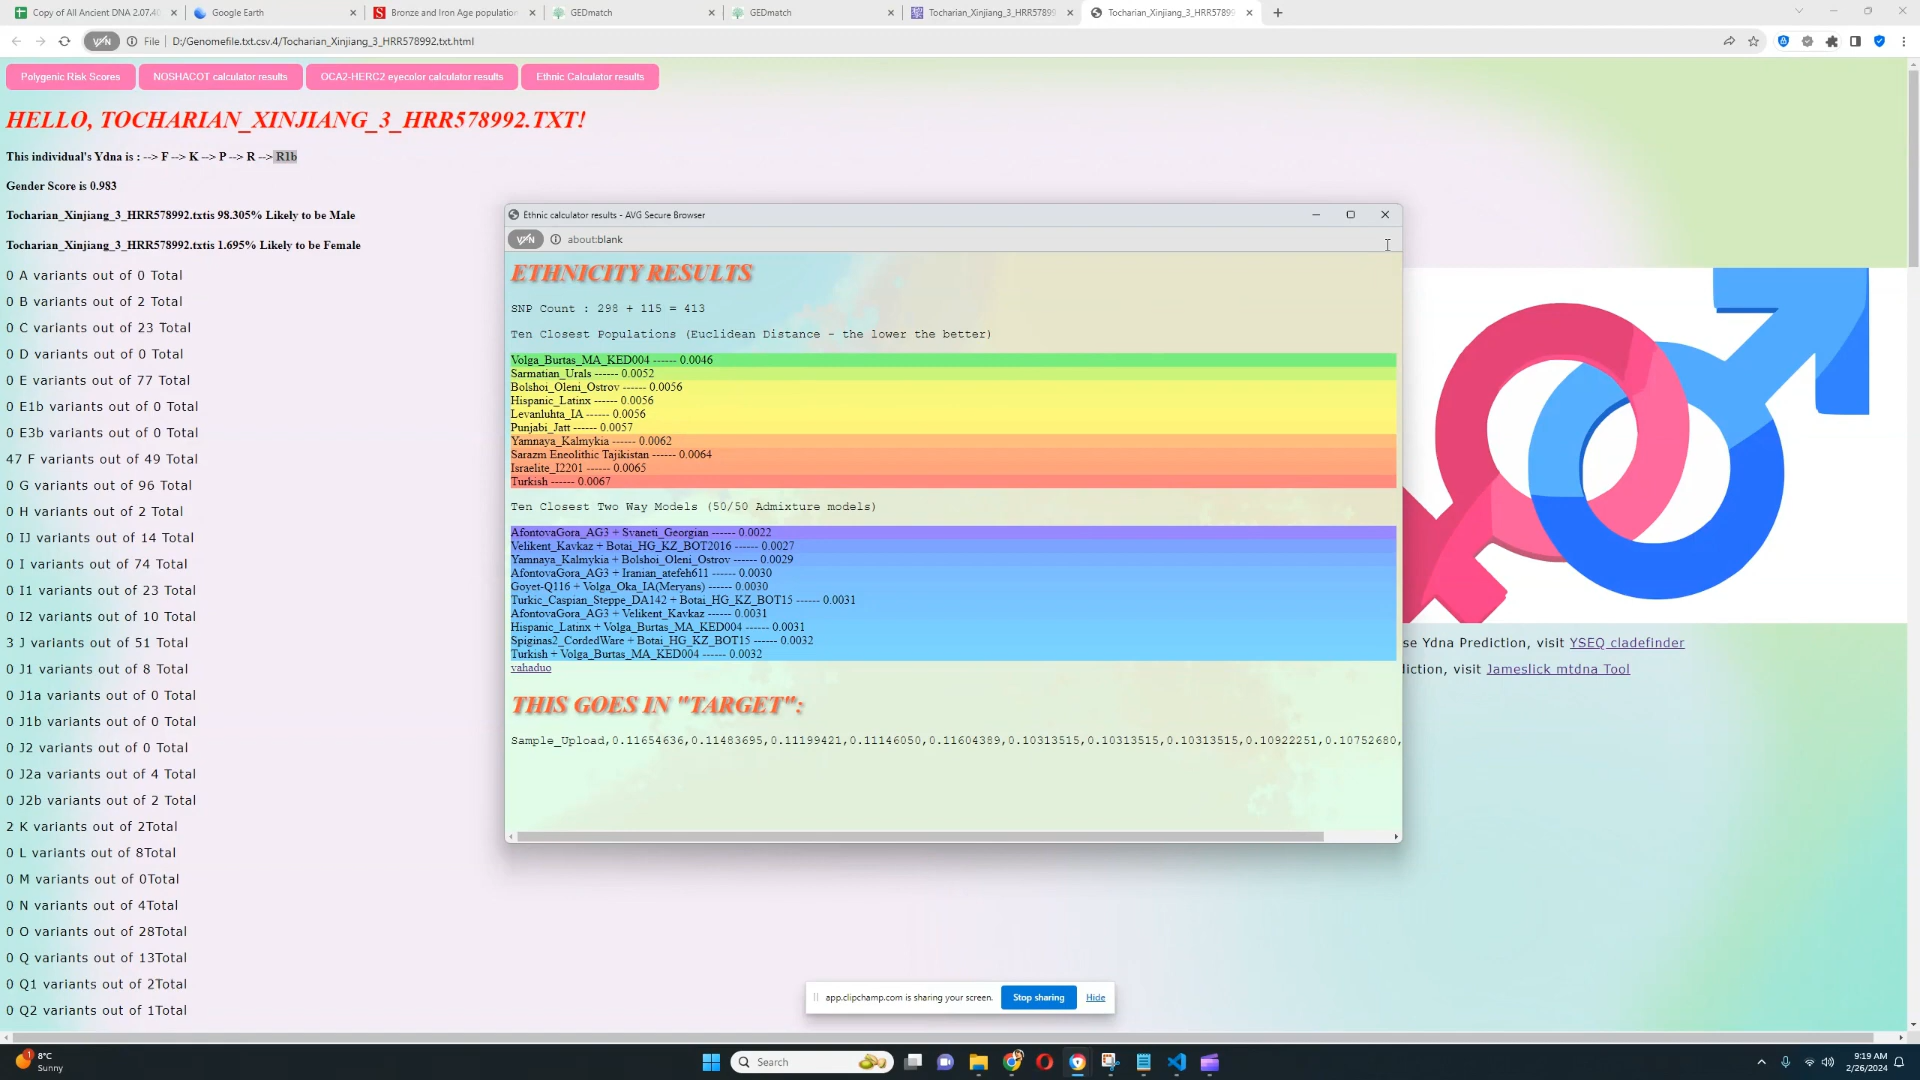 Copy of All Ancient DNA 2.07.40
Google Earth
Bronze and Iron Age population
GEDmatch
GEDmatch
Tocharian_Xinjiang_3_HRR57899
Tocharian_Xinjiang_3_HRR57899
VPN
File | D:/Genomefile.txt.csv.4/Tocharian_Xinjiang_3_HRR578992.txt.html
Polygenic Risk Scores
NOSHACOT calculator results
OCA2-HERC2 eyecolor calculator results
Ethnic Calculator results
HELLO, TOCHARIAN_XINJIANG_3_HRR578992.TXT!
This individual's Ydna is : --> F --> K --> P --> R --> R1b
Gender Score is 0.983
Tocharian_Xinjiang_3_HRR578992.txtis 98.305% Likely to be Male
Tocharian_Xinjiang_3_HRR578992.txtis 1.695% Likely to be Female
0 A variants out of 0 Total
0 B variants out of 2 Total
0 C variants out of 23 Total
0 D variants out of 0 Total
0 E variants out of 77 Total
0 E1b variants out of 0 Total
0 E3b variants out of 0 Total
47 F variants out of 49 Total
0 G variants out of 96 Total
0 H variants out of 2 Total
0 IJ variants out of 14 Total
0 I variants out of 74 Total
0 I1 variants out of 23 Total
0 I2 variants out of 10 Total
3 J variants out of 51 Total
0 J1 variants out of 8 Total
0 J1a variants out of 0 Total
0 J1b variants out of 0 Total
0 J2 variants out of 0 Total
0 J2a variants out of 4 Total
0 J2b variants out of 2 Total
2 K variants out of 2Total
0 L variants out of 8Total
0 M variants out of 0Total
0 N variants out of 4Total
0 O variants out of 28Total
0 Q variants out of 13Total
0 Q1 variants out of 2Total
0 Q2 variants out of 1Total
Ethnic calculator results - AVG Secure Browser
VPN
about:blank
ETHNICITY RESULTS
SNP Count : 298 + 115 = 413
Ten Closest Populations (Euclidean Distance - the lower the better)
Volga_Burtas_MA_KED004 ------ 0.0046
Sarmatian_Urals ------ 0.0052
Bolshoi_Oleni_Ostrov ------ 0.0056
Hispanic_Latinx ------ 0.0056
Levanluhta_IA ------ 0.0056
Punjabi_Jatt ------ 0.0057
Yamnaya_Kalmykia ------ 0.0062
Sarazm Eneolithic Tajikistan ------ 0.0064
Israelite_I2201 ------ 0.0065
Turkish ------ 0.0067
Ten Closest Two Way Models (50/50 Admixture models)
AfontovaGora_AG3 + Svaneti_Georgian ------ 0.0022
Velikent_Kavkaz + Botai_HG_KZ_BOT2016 ------ 0.0027
Yamnaya_Kalmykia + Bolshoi_Oleni_Ostrov ------ 0.0029
AfontovaGora_AG3 + Iranian_atefeh611 ------ 0.0030
Goyet-Q116 + Volga_Oka_IA(Meryans) ------ 0.0030
Turkic_Caspian_Steppe_DA142 + Botai_HG_KZ_BOT15 ------ 0.0031
AfontovaGora_AG3 + Velikent_Kavkaz ------ 0.0031
Hispanic_Latinx + Volga_Burtas_MA_KED004 ------ 0.0031
Spiginas2_CordedWare + Botai_HG_KZ_BOT15 ------ 0.0032
Turkish + Volga_Burtas_MA_KED004 ------ 0.0032
vahaduo
THIS GOES IN "TARGET":
Sample_Upload,0.11654636,0.11483695,0.11199421,0.11146050,0.11604389,0.10313515,0.10313515,0.10313515,0.10922251,0.10752680,
se Ydna Prediction, visit YSEQ cladefinder
liction, visit Jameslick mtdna Tool
app.clipchamp.com is sharing your screen.
Stop sharing
Hide
1
8°C
Sunny
Search
9:19 AM
2/26/2024